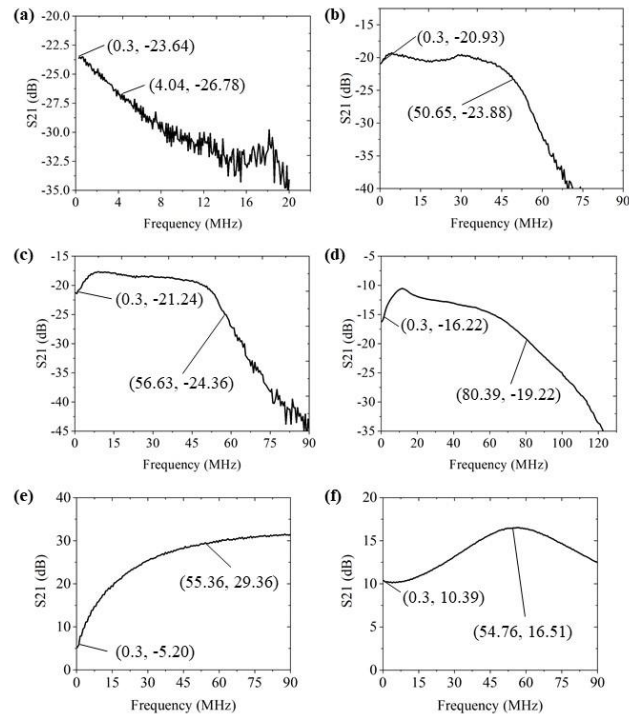 (a)
-20.0
-22.5
-25.0
-27.5
-30.0
-32.5
-35.0
S21 (dB)
(0.3, -23.64)
(4.04, -26.78)
0 4 8 12 16 20
Frequency (MHz)
(b)
-15
-20
-25
-30
-35
-40
S21 (dB)
(0.3, -20.93)
(50.65, -23.88)
0 15 30 45 60 75 90
Frequency (MHz)
(c)
-15
-20
-25
-30
-35
-40
-45
S21 (dB)
(0.3, -21.24)
(56.63, -24.36)
0 15 30 45 60 75 90
Frequency (MHz)
(d)
-5
-10
-15
-20
-25
-30
-35
S21 (dB)
(0.3, -16.22)
(80.39, -19.22)
0 20 40 60 80 100 120
Frequency (MHz)
(e)
40
30
20
10
0
S21 (dB)
(55.36, 29.36)
(0.3, -5.20)
0 15 30 45 60 75 90
Frequency (MHz)
(f)
20
15
10
5
0
S21 (dB)
(0.3, 10.39)
(54.76, 16.51)
0 15 30 45 60 75 90
Frequency (MHz)